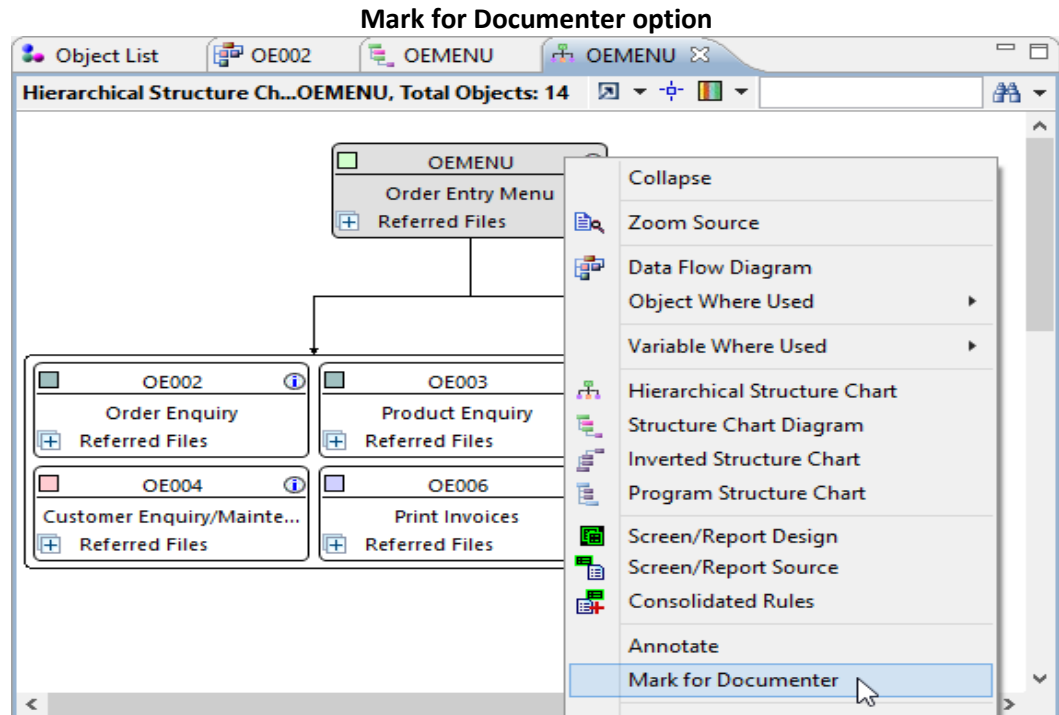 Mark for Documenter option
Object List OE002 OEMENU OEMENU
Hierarchical Structure Ch...OEMENU, Total Objects: 14
OEMENU
Order Entry Menu
Referred Files
OE002 OE003
Order Enquiry Product Enquiry
Referred Files Referred Files
OE004 OE006
Customer Enquiry/Mainte... Print Invoices
Referred Files Referred Files
Collapse
Zoom Source
Data Flow Diagram
Object Where Used
Variable Where Used
Hierarchical Structure Chart
Structure Chart Diagram
Inverted Structure Chart
Program Structure Chart
Screen/Report Design
Screen/Report Source
Consolidated Rules
Annotate
Mark for Documenter